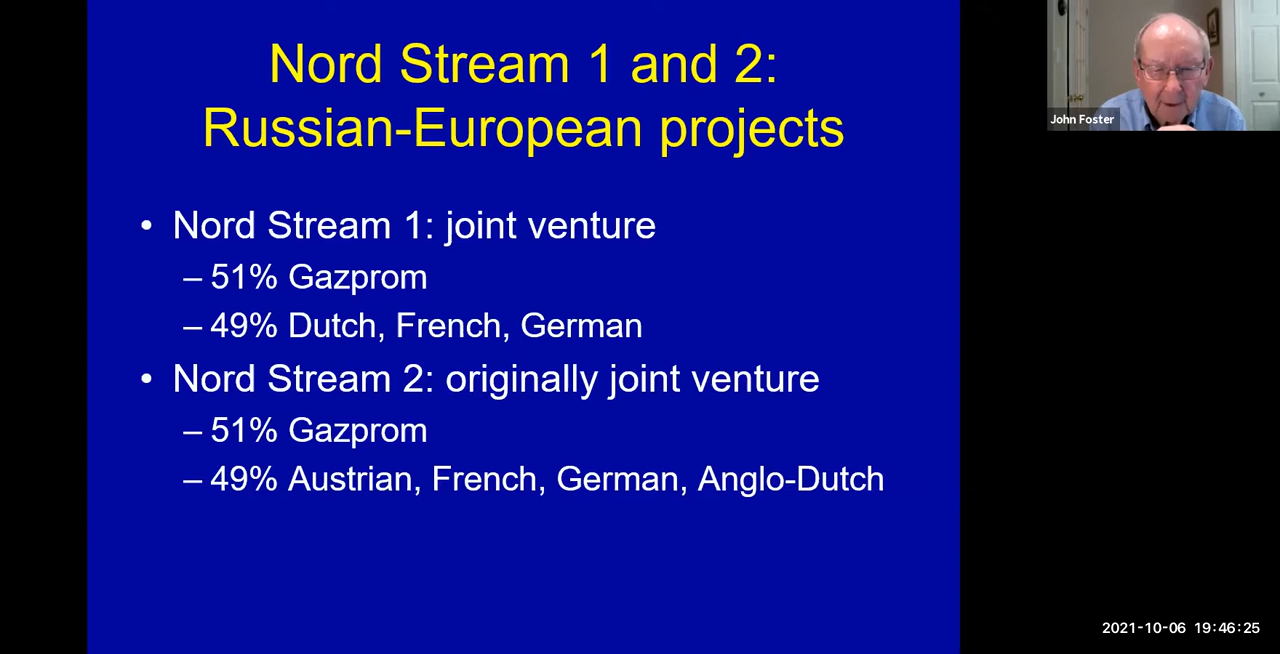 Nord Stream 1 and 2:
Russian-European projects
• Nord Stream 1: joint venture
– 51% Gazprom
– 49% Dutch, French, German
• Nord Stream 2: originally joint venture
– 51% Gazprom
– 49% Austrian, French, German, Anglo-Dutch
John Foster
2021-10-06 19:46:25